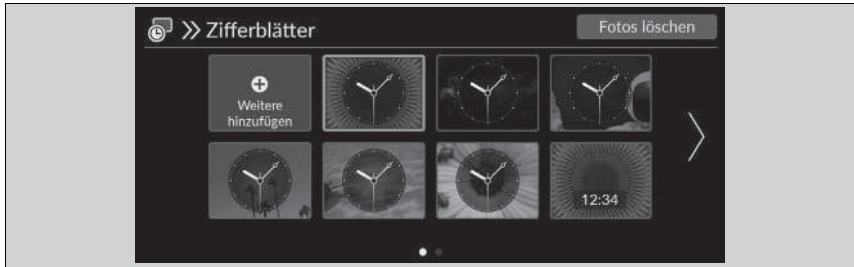 Zifferblätter
Fotos löschen
Weitere
hinzufügen
12:34